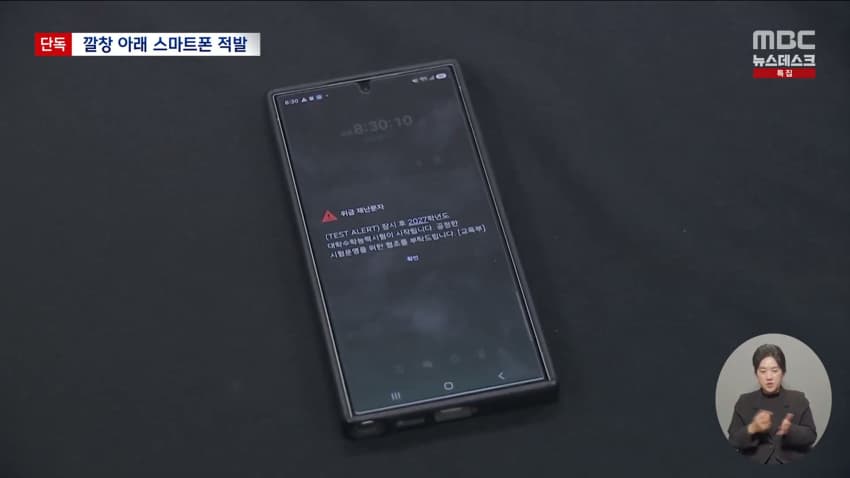 단독 깔창 아래 스마트폰 적발
MBC
뉴스데스크
특집
8:30
8:30:10
위급 재난문자
(TEST ALERT) 잠시 후 2027학년도
대학수학능력시험이 시작됩니다. 공정한
시험운영을 위한 협조를 부탁드립니다. [교육부]
확인